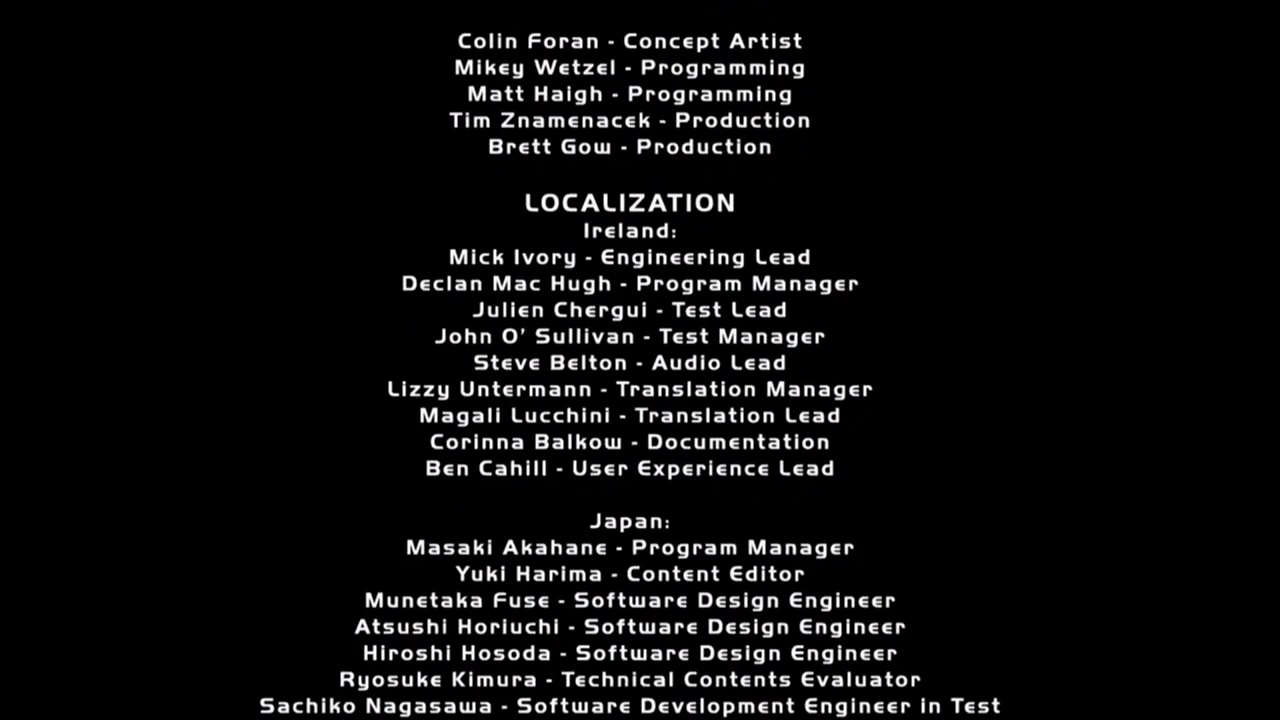 Colin Foran - Concept Artist
Mikey Wetzel - Programming
Matt Haigh - Programming
Tim Znamenacek - Production
Brett Gow - Production
LOCALIZATION
Ireland:
Mick Ivory - Engineering Lead
Declan Mac Hugh - Program Manager
Julien Chergui - Test Lead
John O' Sullivan - Test Manager
Steve Belton - Audio Lead
Lizzy Untermann - Translation Manager
Magali Lucchini - Translation Lead
Corinna Balkow - Documentation
Ben Cahill - User Experience Lead
Japan:
Masaki Akahane - Program Manager
Yuki Harima - Content Editor
Munetaka Fuse - Software Design Engineer
Atsushi Horiuchi - Software Design Engineer
Hiroshi Hosoda - Software Design Engineer
Ryosuke Kimura - Technical Contents Evaluator
Sachiko Nagasawa - Software Development Engineer in Test